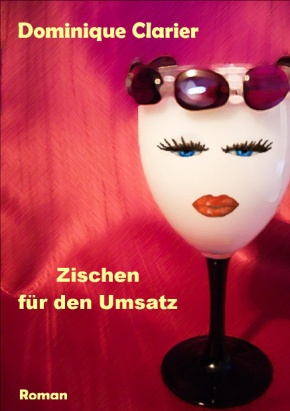 Dominique Clarier
Zischen
für den Umsatz
Roman